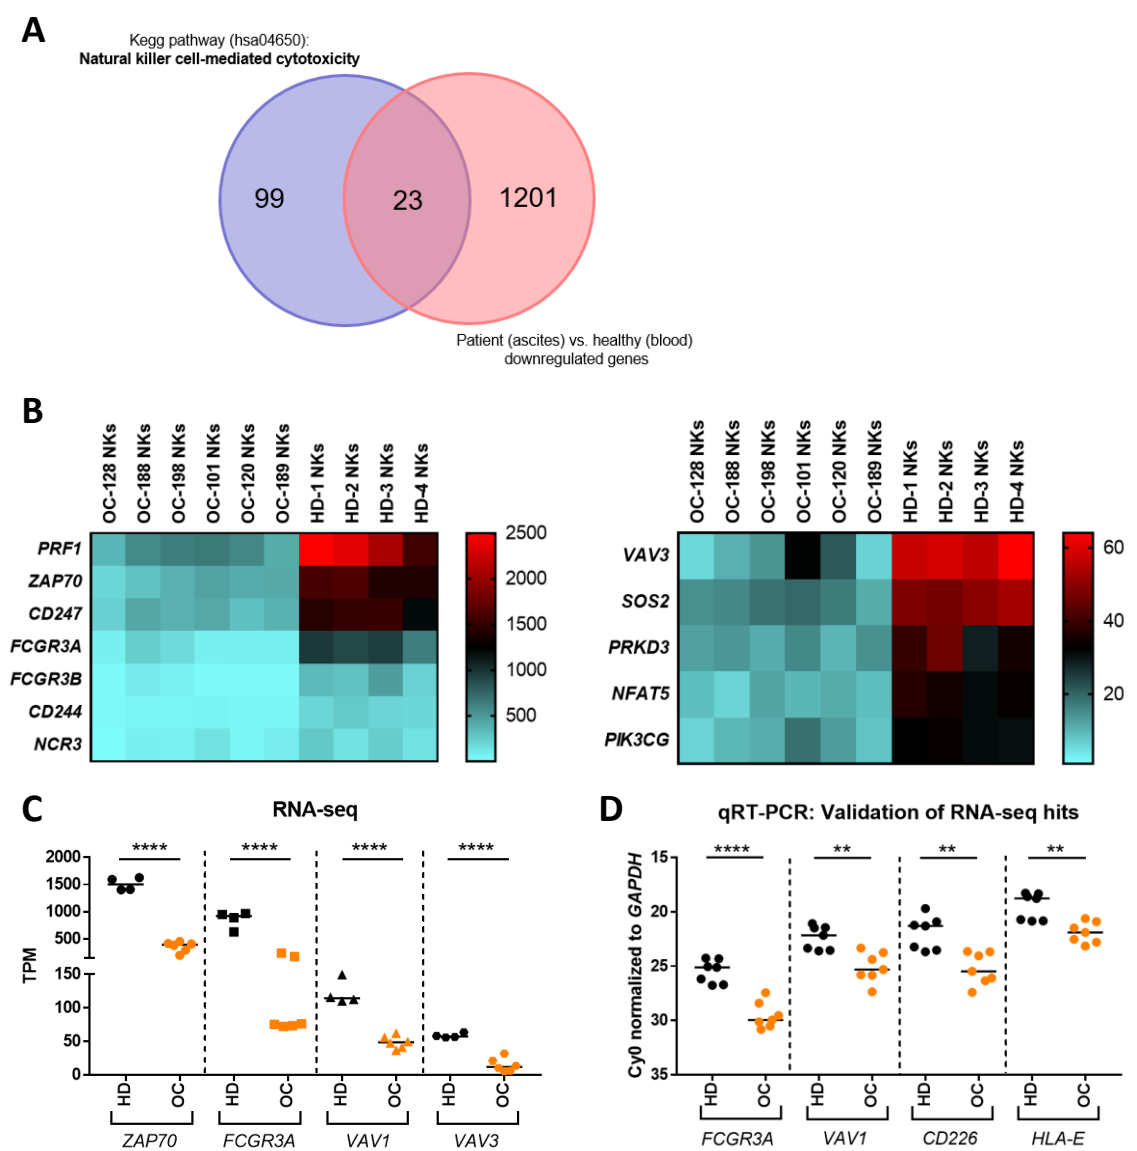 A
Kegg pathway (hsa04650):
Natural killer cell-mediated cytotoxicity
99
23
1201
Patient (ascites) vs. healthy (blood)
downregulated genes
B
OC-128 NKs
OC-188 NKs
OC-198 NKs
OC-101 NKs
OC-120 NKs
OC-189 NKs
HD-1 NKs
HD-2 NKs
HD-3 NKs
HD-4 NKs
PRF1
ZAP70
CD247
FCGR3A
FCGR3B
CD244
NCR3
2500
2000
1500
1000
500
OC-128 NKs
OC-188 NKs
OC-198 NKs
OC-101 NKs
OC-120 NKs
OC-189 NKs
HD-1 NKs
HD-2 NKs
HD-3 NKs
HD-4 NKs
VAV3
SOS2
PRKD3
NFAT5
PIK3CG
60
40
20
C
RNA-seq
TPM
2000
1500
1000
500
150
100
50
0
****
****
****
****
HD
OC
HD
OC
HD
OC
HD
OC
ZAP70
FCGR3A
VAV1
VAV3
D
qRT-PCR: Validation of RNA-seq hits
Cy0 normalized to GAPDH
15
20
25
30
35
****
**
**
**
HD
OC
HD
OC
HD
OC
HD
OC
FCGR3A
VAV1
CD226
HLA-E